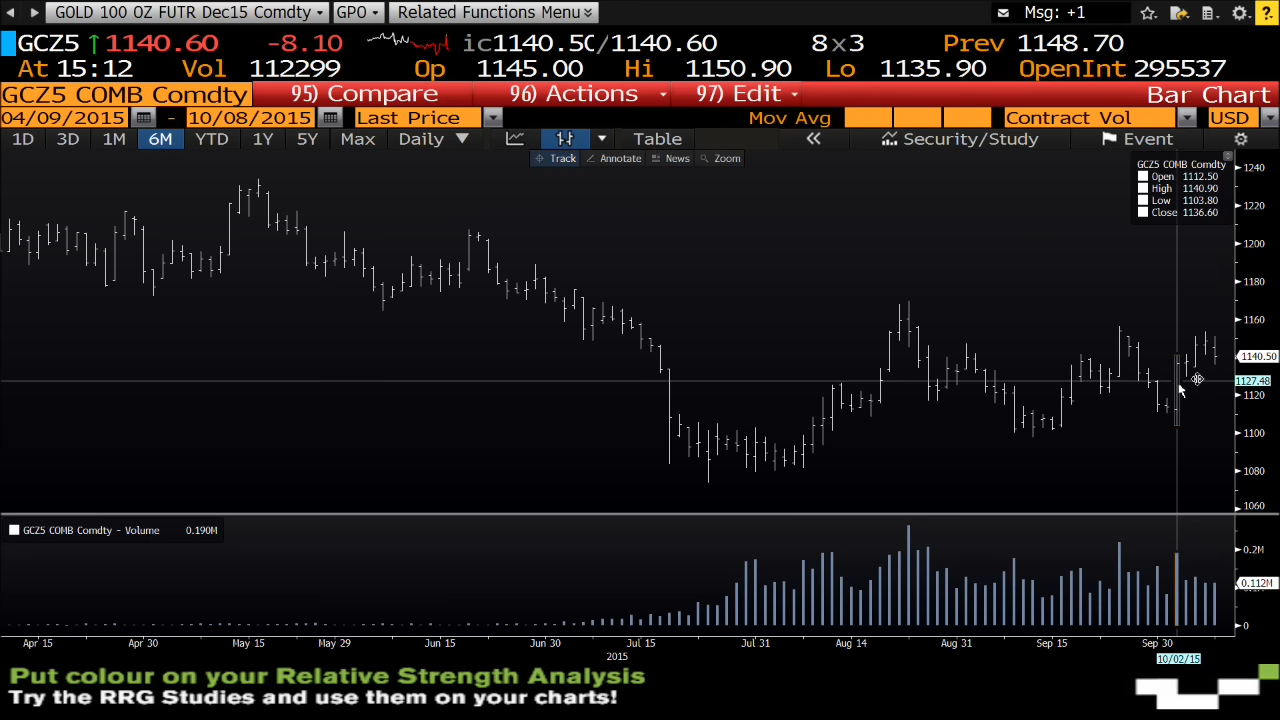 GOLD 100 OZ FUTR Dec15 Comdty GPO Related Functions Menu Msg: +1
GCZ5 ↑1140.60 -8.10 ic1140.50/1140.60 8x3 Prev 1148.70
At 15:12 Vol 112299 Op 1145.00 Hi 1150.90 Lo 1135.90 OpenInt 295537
GCZ5 COMB Comdty 95) Compare 96) Actions 97) Edit Bar Chart
04/09/2015 - 10/08/2015 Last Price Mov Avg Contract Vol USD
1D 3D 1M 6M YTD 1Y 5Y Max Daily Table Security/Study Event
Track Annotate News Zoom
GCZ5 COMB Comdty
Open 1112.50
High 1140.90
Low 1103.80
Close 1136.60
1240
1220
1200
1180
1160
1140.50
1127.48
1120
1100
1080
1060
GCZ5 COMB Comdty - Volume 0.190M
0.2M
0.112M
0
Apr 15 Apr 30 May 15 May 29 Jun 15 Jun 30 Jul 15 Jul 31 Aug 14 Aug 31 Sep 15 Sep 30
2015
10/02/15
Put colour on your Relative Strength Analysis
Try the RRG Studies and use them on your charts!